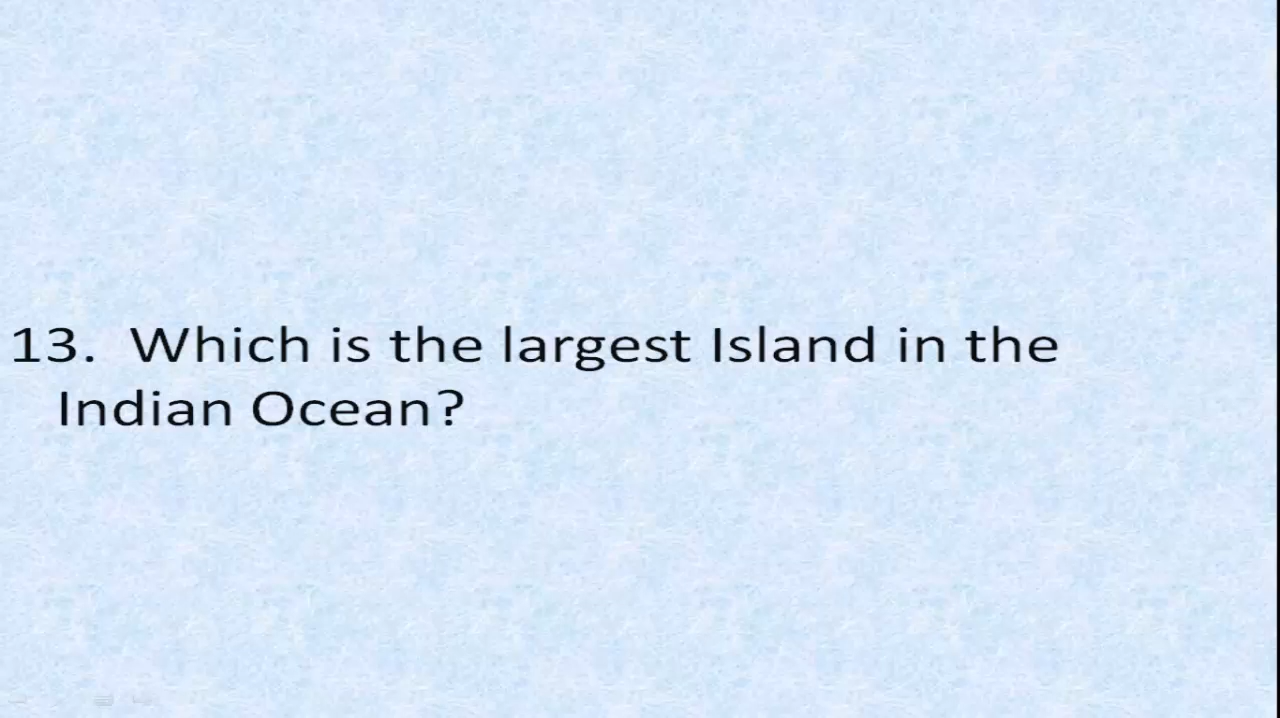 13. Which is the largest Island in the
Indian Ocean?